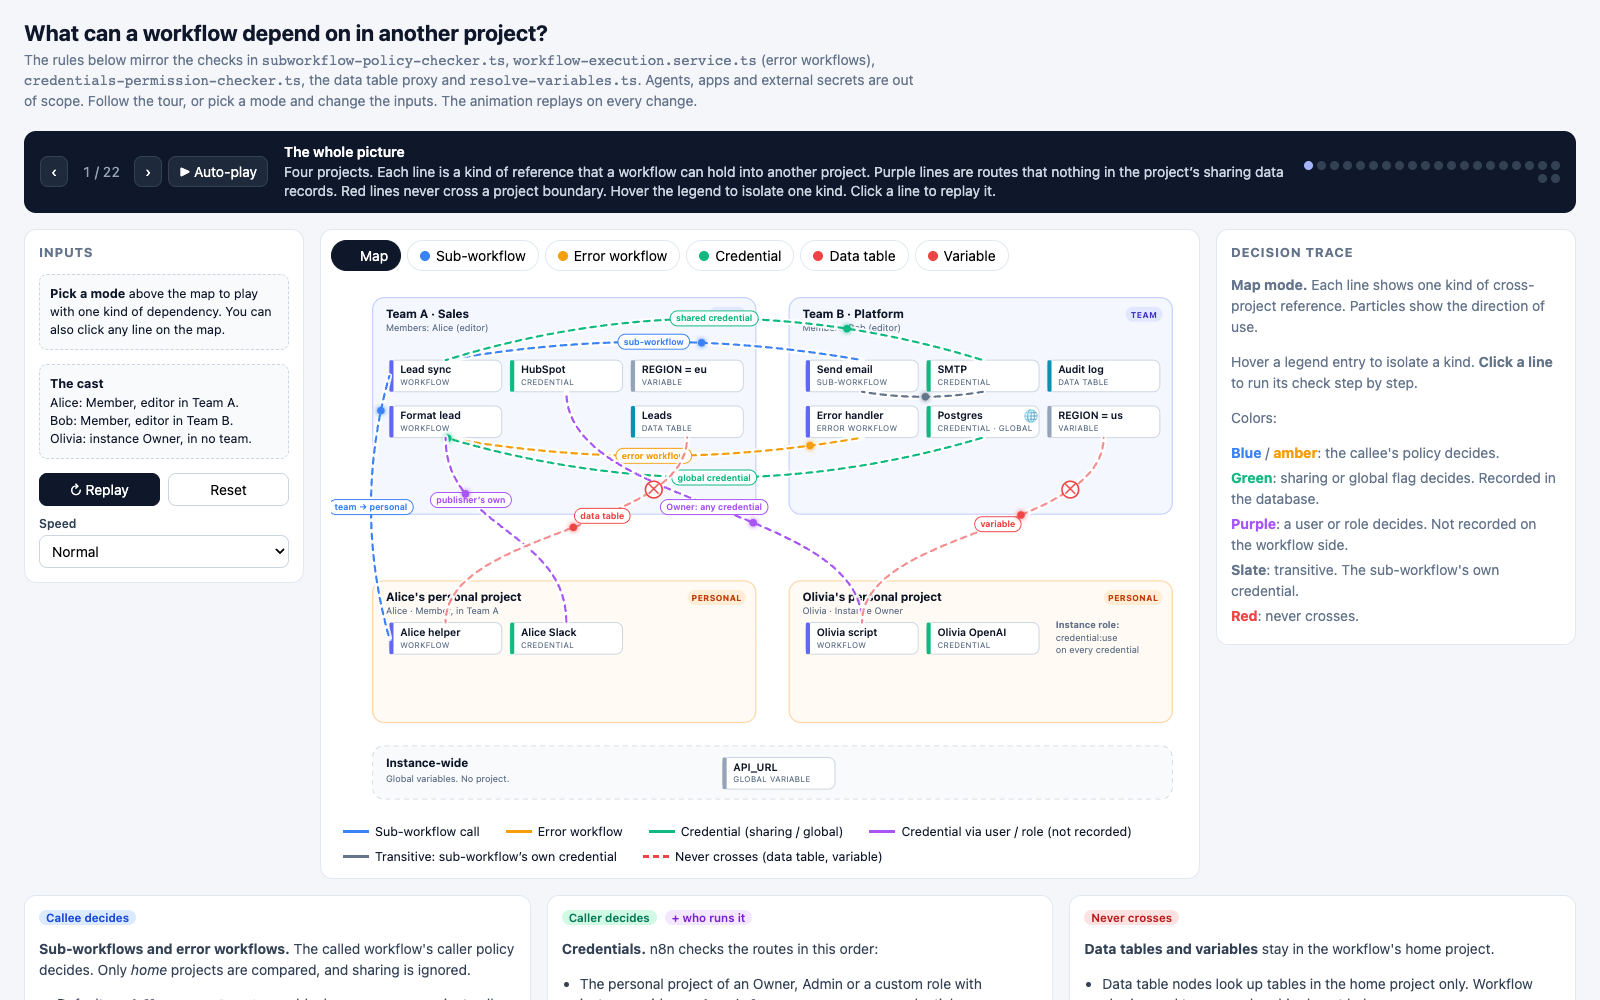 What can a workflow depend on in another project?
The rules below mirror the checks in subworkflow-policy-checker.ts, workflow-execution.service.ts (error workflows),
credentials-permission-checker.ts, the data table proxy and resolve-variables.ts. Agents, apps and external secrets are out
of scope. Follow the tour, or pick a mode and change the inputs. The animation replays on every change.
‹ 1 / 22 › ▶ Auto-play
The whole picture
Four projects. Each line is a kind of reference that a workflow can hold into another project. Purple lines are routes that nothing in the project's sharing data
records. Red lines never cross a project boundary. Hover the legend to isolate one kind. Click a line to replay it.
INPUTS
Pick a mode above the map to play
with one kind of dependency. You can
also click any line on the map.
The cast
Alice: Member, editor in Team A.
Bob: Member, editor in Team B.
Olivia: instance Owner, in no team.
↻ Replay
Reset
Speed
Normal
Map
Sub-workflow
Error workflow
Credential
Data table
Variable
Team A · Sales
Members: Alice (editor)
shared credential
sub-workflow
Lead sync
WORKFLOW
HubSpot
CREDENTIAL
REGION = eu
VARIABLE
Format lead
WORKFLOW
Leads
DATA TABLE
error workflow
global credential
team → personal
publisher's own
Owner: any credential
data table
Team B · Platform
(editor)
TEAM
Send email
SUB-WORKFLOW
SMTP
CREDENTIAL
Audit log
DATA TABLE
Error handler
ERROR WORKFLOW
Postgres
CREDENTIAL · GLOBAL
REGION = us
VARIABLE
variable
Alice's personal project
Alice · Member, in Team A
PERSONAL
Alice helper
WORKFLOW
Alice Slack
CREDENTIAL
Olivia's personal project
Olivia · Instance Owner
PERSONAL
Olivia script
WORKFLOW
Olivia OpenAI
CREDENTIAL
Instance role:
credential:use
on every credential
Instance-wide
Global variables. No project.
API_URL
GLOBAL VARIABLE
Sub-workflow call
Error workflow
Credential (sharing / global)
Credential via user / role (not recorded)
Transitive: sub-workflow's own credential
Never crosses (data table, variable)
DECISION TRACE
Map mode. Each line shows one kind of cross-
project reference. Particles show the direction of
use.
Hover a legend entry to isolate a kind. Click a line
to run its check step by step.
Colors:
Blue / amber: the callee's policy decides.
Green: sharing or global flag decides. Recorded in
the database.
Purple: a user or role decides. Not recorded on
the workflow side.
Slate: transitive. The sub-workflow's own
credential.
Red: never crosses.
Callee decides
Sub-workflows and error workflows. The called workflow's caller policy
decides. Only home projects are compared, and sharing is ignored.
Caller decides
+ who runs it
Credentials. n8n checks the routes in this order:
• The personal project of an Owner, Admin or a custom role with
Never crosses
Data tables and variables stay in the workflow's home project.
• Data table nodes look up tables in the home project only. Workflow